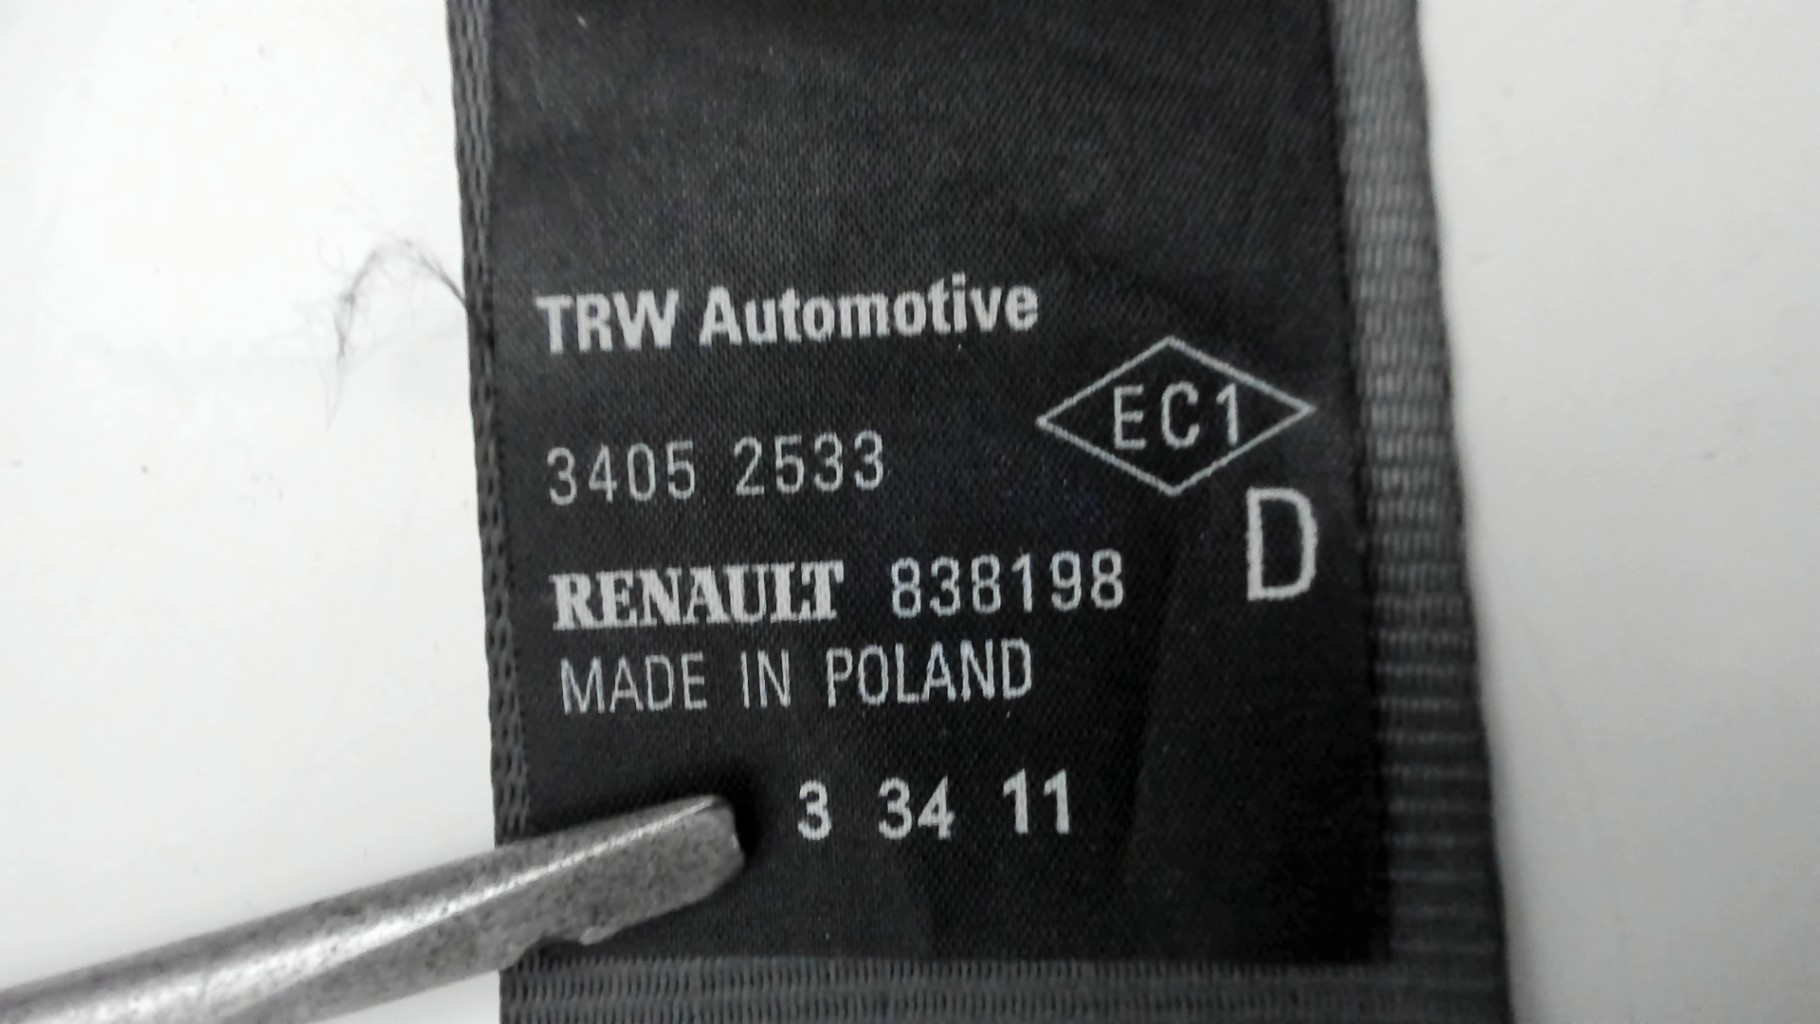 TRW Automotive
EC1
3405 2533
D
RENAULT 838198
MADE IN POLAND
3 34 11